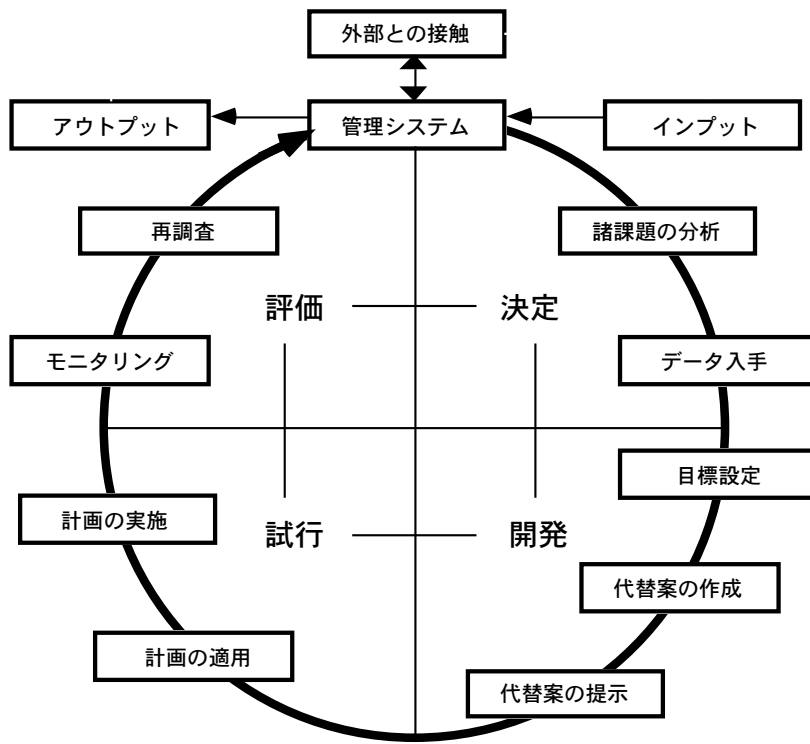 外部との接触
アウトプット
管理システム
インプット
再調査
諸課題の分析
評価
決定
モニタリング
データ入手
目標設定
計画の実施
試行
開発
代替案の作成
計画の適用
代替案の提示